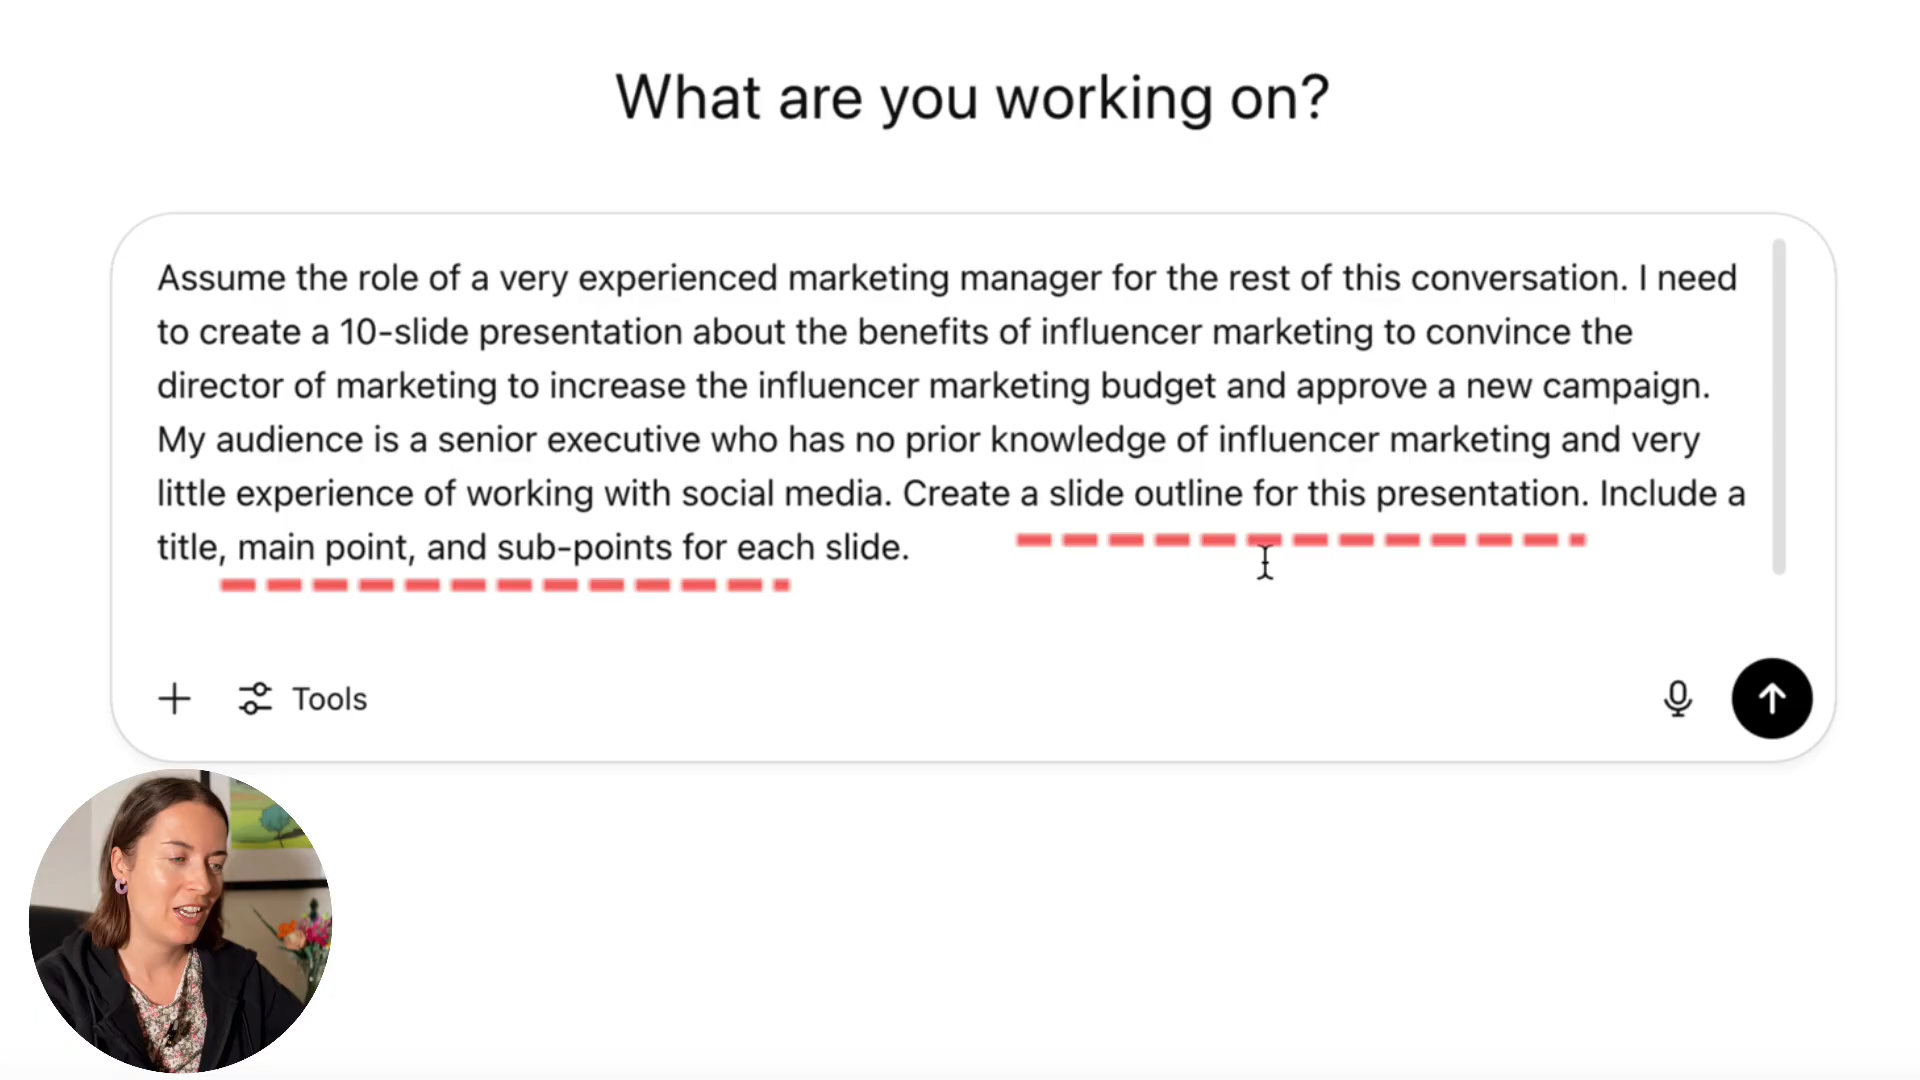 What are you working on?
Assume the role of a very experienced marketing manager for the rest of this conversation. I need
to create a 10-slide presentation about the benefits of influencer marketing to convince the
director of marketing to increase the influencer marketing budget and approve a new campaign.
My audience is a senior executive who has no prior knowledge of influencer marketing and very
little experience of working with social media. Create a slide outline for this presentation. Include a
title, main point, and sub-points for each slide.
Tools